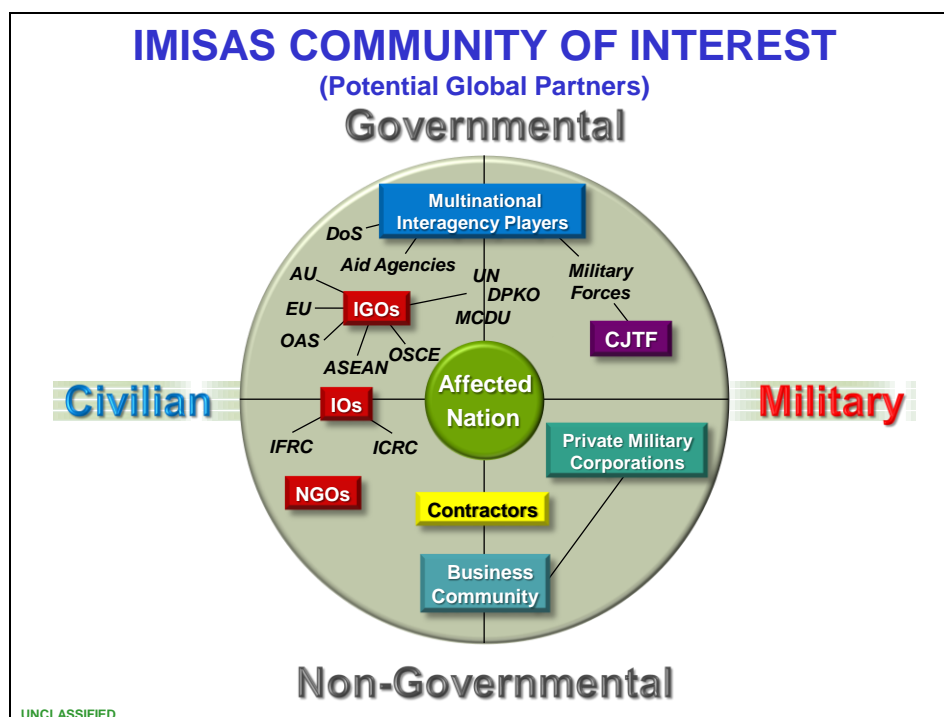 IMISAS COMMUNITY OF INTEREST
(Potential Global Partners)
Governmental
Multinational
Interagency Players
DoS
Aid Agencies
AU
UN
Military
Forces
DPKO
EU
IGOs
MCDU
OAS
CJTF
OSCE
ASEAN
Affected
Nation
Civilian
Military
IOs
IFRC
ICRC
Private Military
Corporations
NGOs
Contractors
Business
Community
Non-Governmental
UNCLASSIFIED